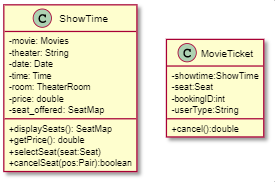 C ShowTime
-movie: Movies
-theater: String
-date: Date
-time: Time
-room: TheaterRoom
-price: double
-seat_offered: SeatMap
+displaySeats(): SeatMap
+getPrice(): double
+selectSeat(seat:Seat)
+cancelSeat(pos:Pair):boolean
C MovieTicket
-showtime:ShowTime
-seat:Seat
-bookingID:int
-userType:String
+cancel():double